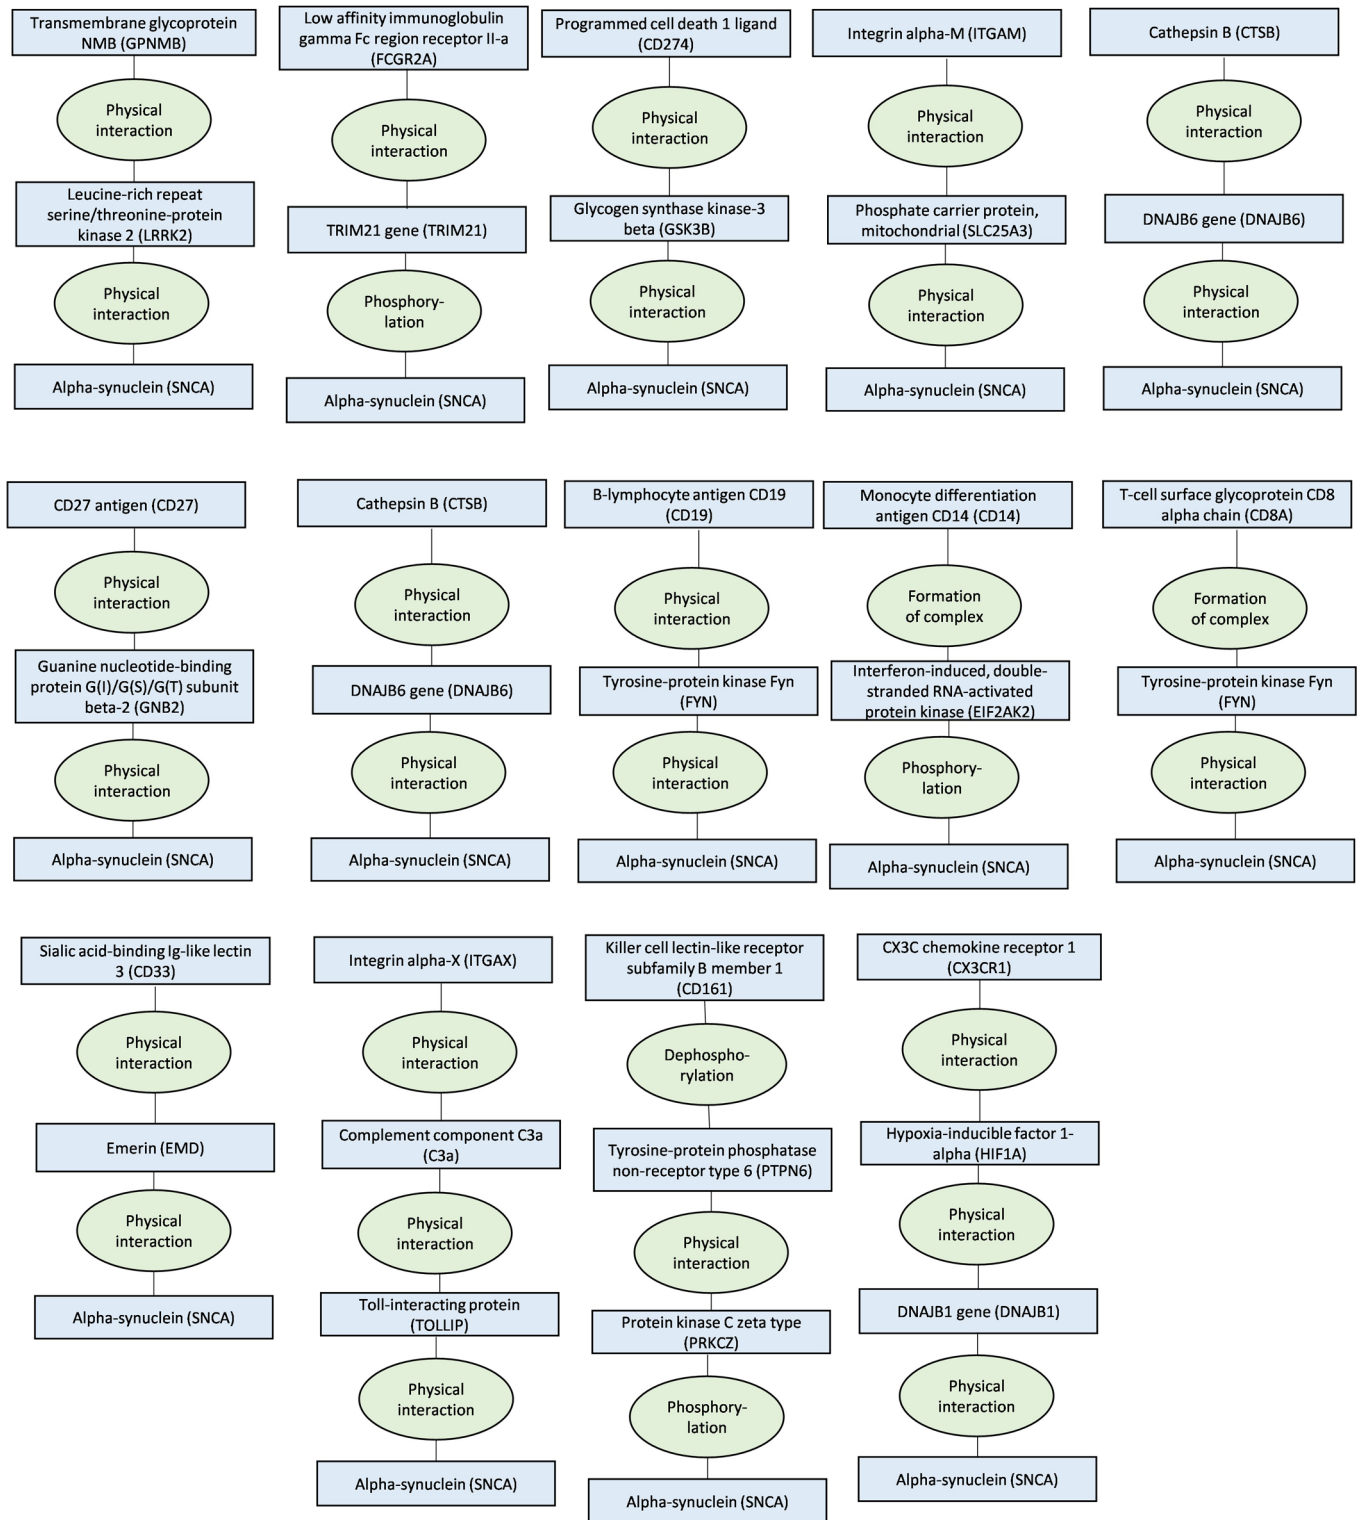 Transmembrane glycoprotein
NMB (GPNMB)
Physical
interaction
Leucine-rich repeat
serine/threonine-protein
kinase 2 (LRRK2)
Physical
interaction
Alpha-synuclein (SNCA)
Low affinity immunoglobulin
gamma Fc region receptor II-a
(FCGR2A)
Physical
interaction
TRIM21 gene (TRIM21)
Phosphory-
lation
Alpha-synuclein (SNCA)
Programmed cell death 1 ligand
(CD274)
Physical
interaction
Glycogen synthase kinase-3
beta (GSK3B)
Physical
interaction
Alpha-synuclein (SNCA)
Integrin alpha-M (ITGAM)
Physical
interaction
Phosphate carrier protein,
mitochondrial (SLC25A3)
Physical
interaction
Alpha-synuclein (SNCA)
Cathepsin B (CTSB)
Physical
interaction
DNAJB6 gene (DNAJB6)
Physical
interaction
Alpha-synuclein (SNCA)
CD27 antigen (CD27)
Physical
interaction
Guanine nucleotide-binding
protein G(I)/G(S)/G(T) subunit
beta-2 (GNB2)
Physical
interaction
Alpha-synuclein (SNCA)
Cathepsin B (CTSB)
Physical
interaction
DNAJB6 gene (DNAJB6)
Physical
interaction
Alpha-synuclein (SNCA)
B-lymphocyte antigen CD19
(CD19)
Physical
interaction
Tyrosine-protein kinase Fyn
(FYN)
Physical
interaction
Alpha-synuclein (SNCA)
Monocyte differentiation
antigen CD14 (CD14)
Formation
of complex
Interferon-induced, double-
stranded RNA-activated
protein kinase (EIF2AK2)
Phosphory-
lation
Alpha-synuclein (SNCA)
T-cell surface glycoprotein CD8
alpha chain (CD8A)
Formation
of complex
Tyrosine-protein kinase Fyn
(FYN)
Physical
interaction
Alpha-synuclein (SNCA)
Sialic acid-binding Ig-like lectin
3 (CD33)
Physical
interaction
Emerin (EMD)
Physical
interaction
Alpha-synuclein (SNCA)
Integrin alpha-X (ITGAX)
Physical
interaction
Complement component C3a
(C3a)
Physical
interaction
Toll-interacting protein
(TOLLIP)
Physical
interaction
Alpha-synuclein (SNCA)
Killer cell lectin-like receptor
subfamily B member 1
(CD161)
Dephospho-
rylation
Tyrosine-protein phosphatase
non-receptor type 6 (PTPN6)
Physical
interaction
Protein kinase C zeta type
(PRKCZ)
Phosphory-
lation
Alpha-synuclein (SNCA)
CX3C chemokine receptor 1
(CX3CR1)
Physical
interaction
Hypoxia-inducible factor 1-
alpha (HIF1A)
Physical
interaction
DNAJB1 gene (DNAJB1)
Physical
interaction
Alpha-synuclein (SNCA)